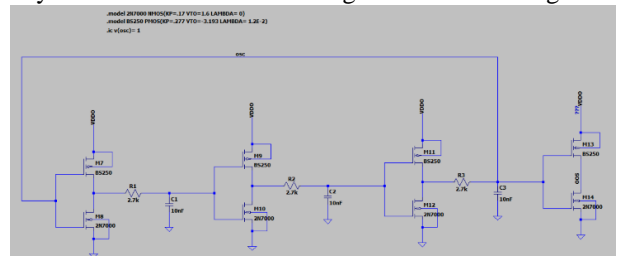 .model 2N7000 NMOS(KP=.17 VTO=1.6 LAMBDA= 0)
.model BS250 PMOS(KP=.277 VTO=-3.193 LAMBDA= 1.2E-2)
.ic v(osc)= 1
osc
VDDO
M7
BS250
R1
2.7k
C1
10nf
M8
2N7000
VDDO
M9
BS250
R2
2.7k
C2
10nf
M10
2N7000
VDDO
M11
BS250
R3
2.7k
C3
10nf
M12
2N7000
VDDO
M13
BS250
M14
2N7000